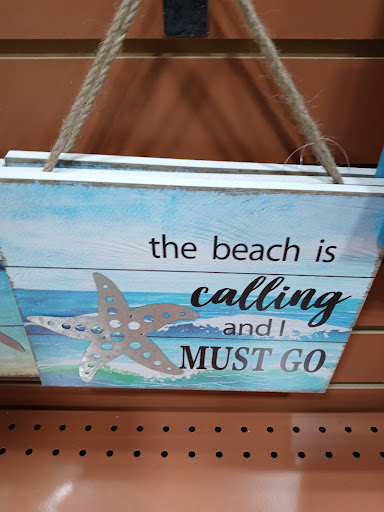 the beach is
calling
and I
MUST GO